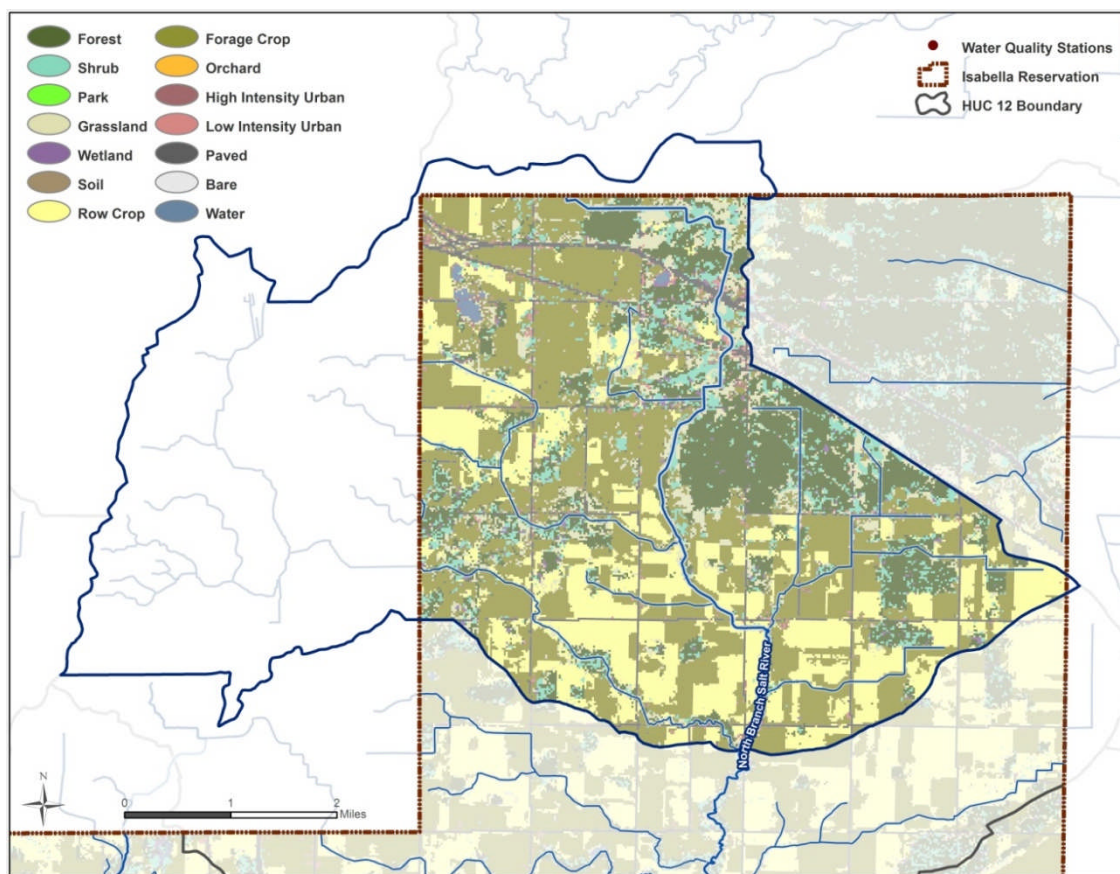 Forest
Shrub
Park
Grassland
Wetland
Soil
Row Crop
Forage Crop
Orchard
High Intensity Urban
Low Intensity Urban
Paved
Bare
Water
Water Quality Stations
Isabella Reservation
HUC 12 Boundary
North Branch Salt River
N
0 1 2
Miles